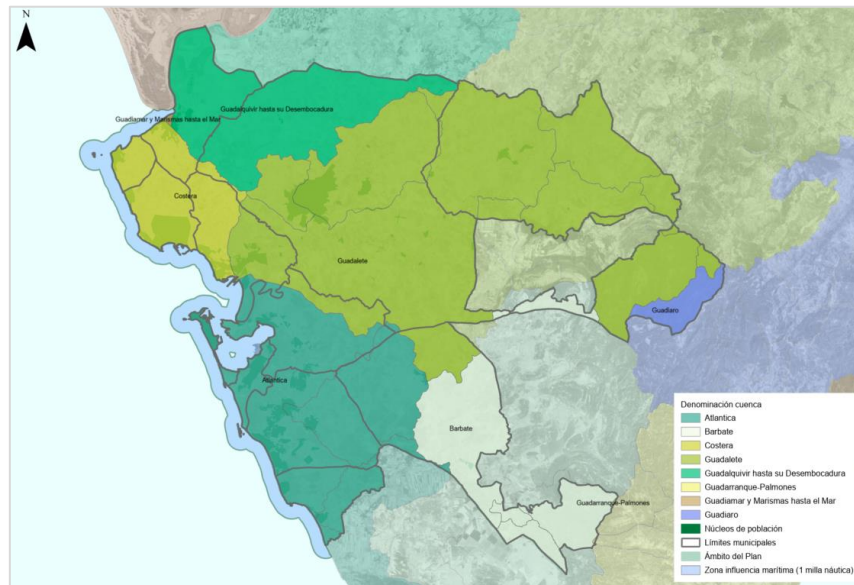 N
Guadalquivir hasta su Desembocadura
Guadiamar y Marismas hasta el Mar
Costera
Guadalete
Guadiaro
Atlantica
Barbate
Guadarranque-Palmones
Denominación cuenca
Atlantica
Barbate
Costera
Guadalete
Guadalquivir hasta su Desembocadura
Guadarranque-Palmones
Guadiamar y Marismas hasta el Mar
Guadiaro
Núcleos de población
Límites municipales
Ámbito del Plan
Zona influencia marítima (1 milla náutica)